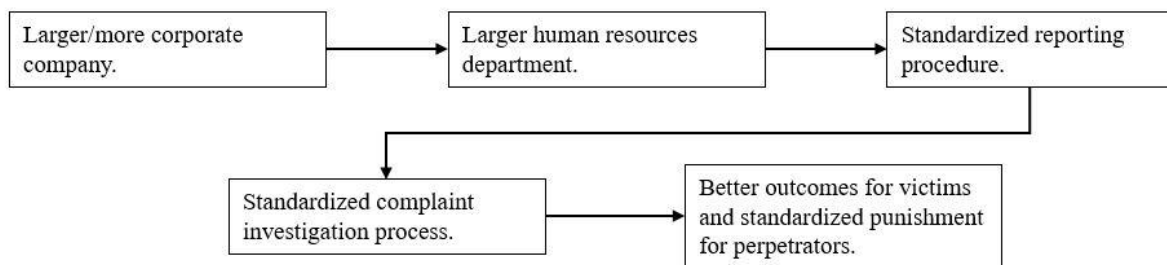 Larger/more corporate
company.
Larger human resources
department.
Standardized reporting
procedure.
Standardized complaint
investigation process.
Better outcomes for victims
and standardized punishment
for perpetrators.